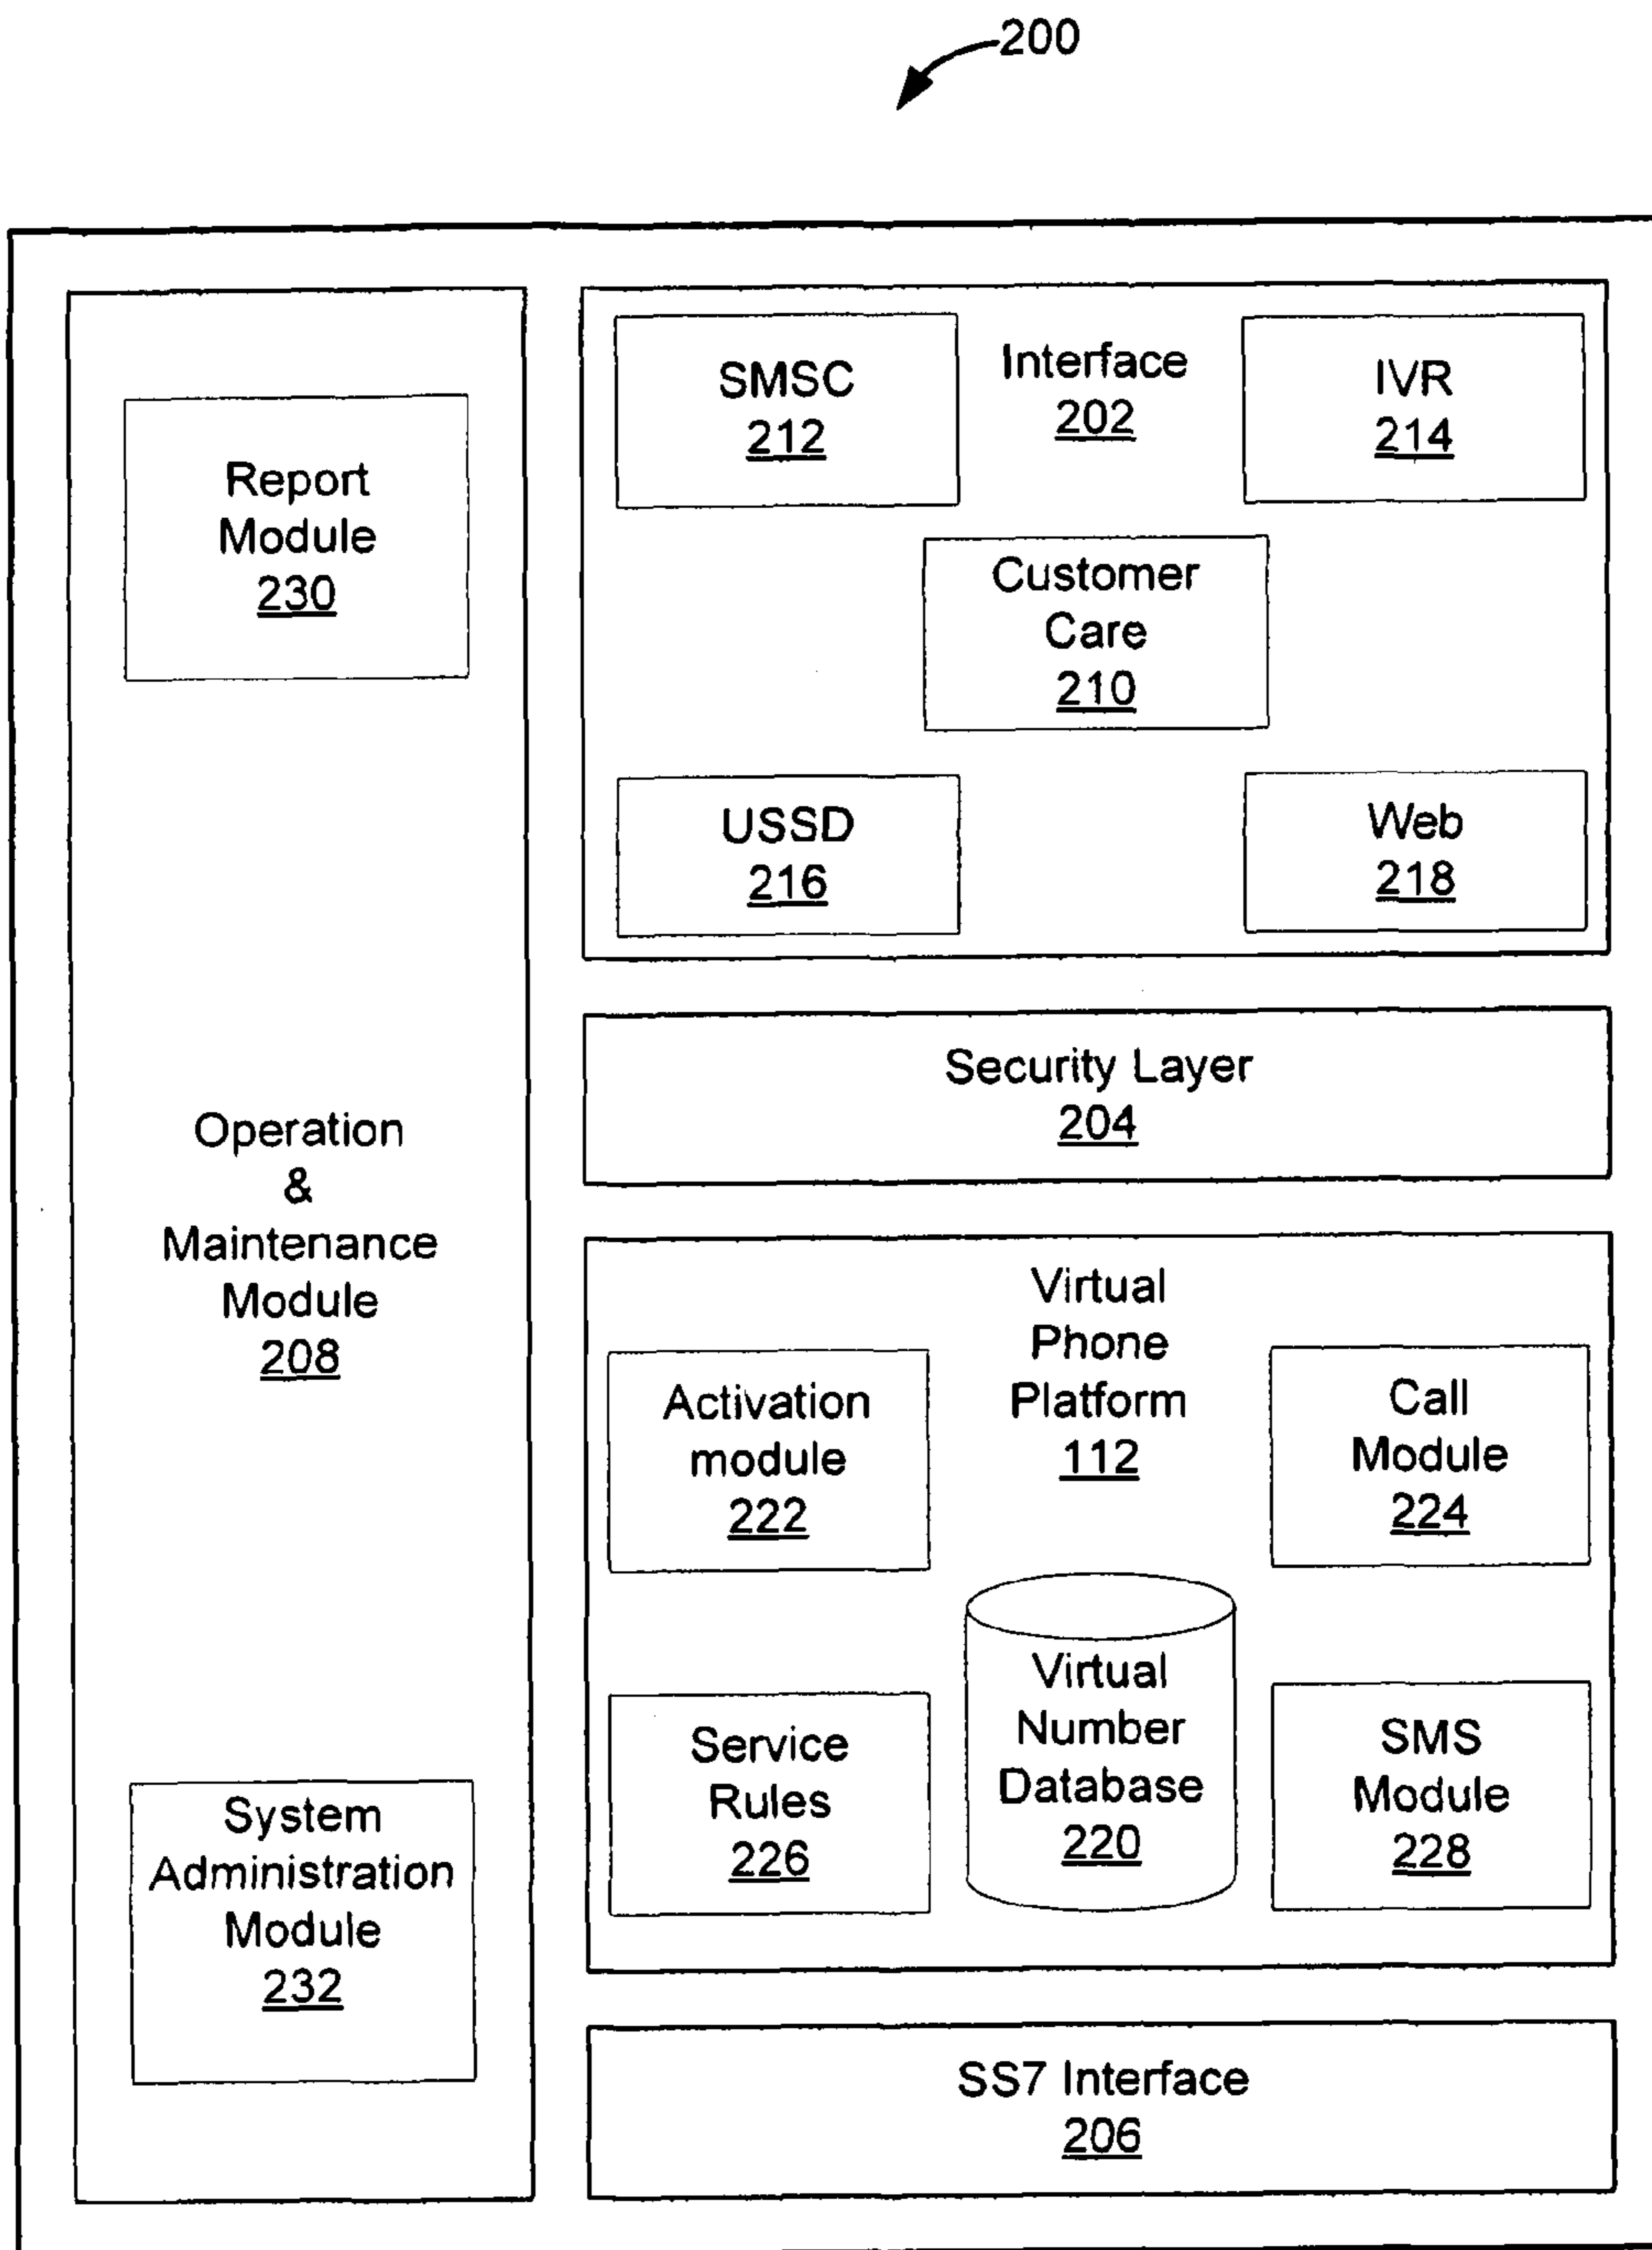 200
Report
Module
230
Operation
&
Maintenance
Module
208
System
Administration
Module
232
SMSC
212
Interface
202
IVR
214
Customer
Care
210
USSD
216
Web
218
Security Layer
204
Virtual
Phone
Platform
112
Activation
module
222
Call
Module
224
Service
Rules
226
Virtual
Number
Database
220
SMS
Module
228
SS7 Interface
206